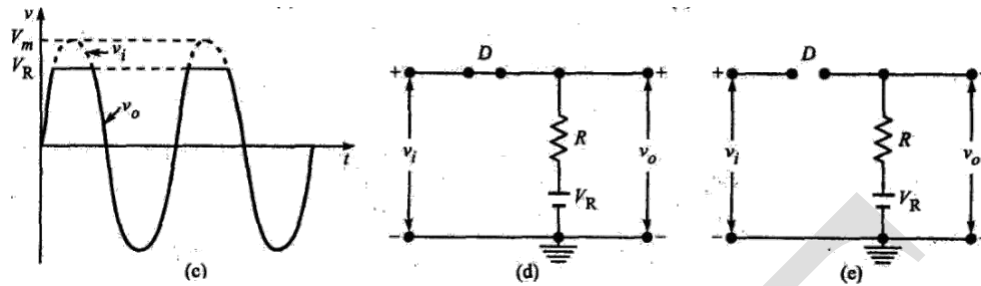 v
V_m
V_R
v_i
v_o
t
(c)
D
+ +
v_i
R
v_o
V_R
− −
(d)
D
+ +
v_i
R
v_o
V_R
− −
(e)